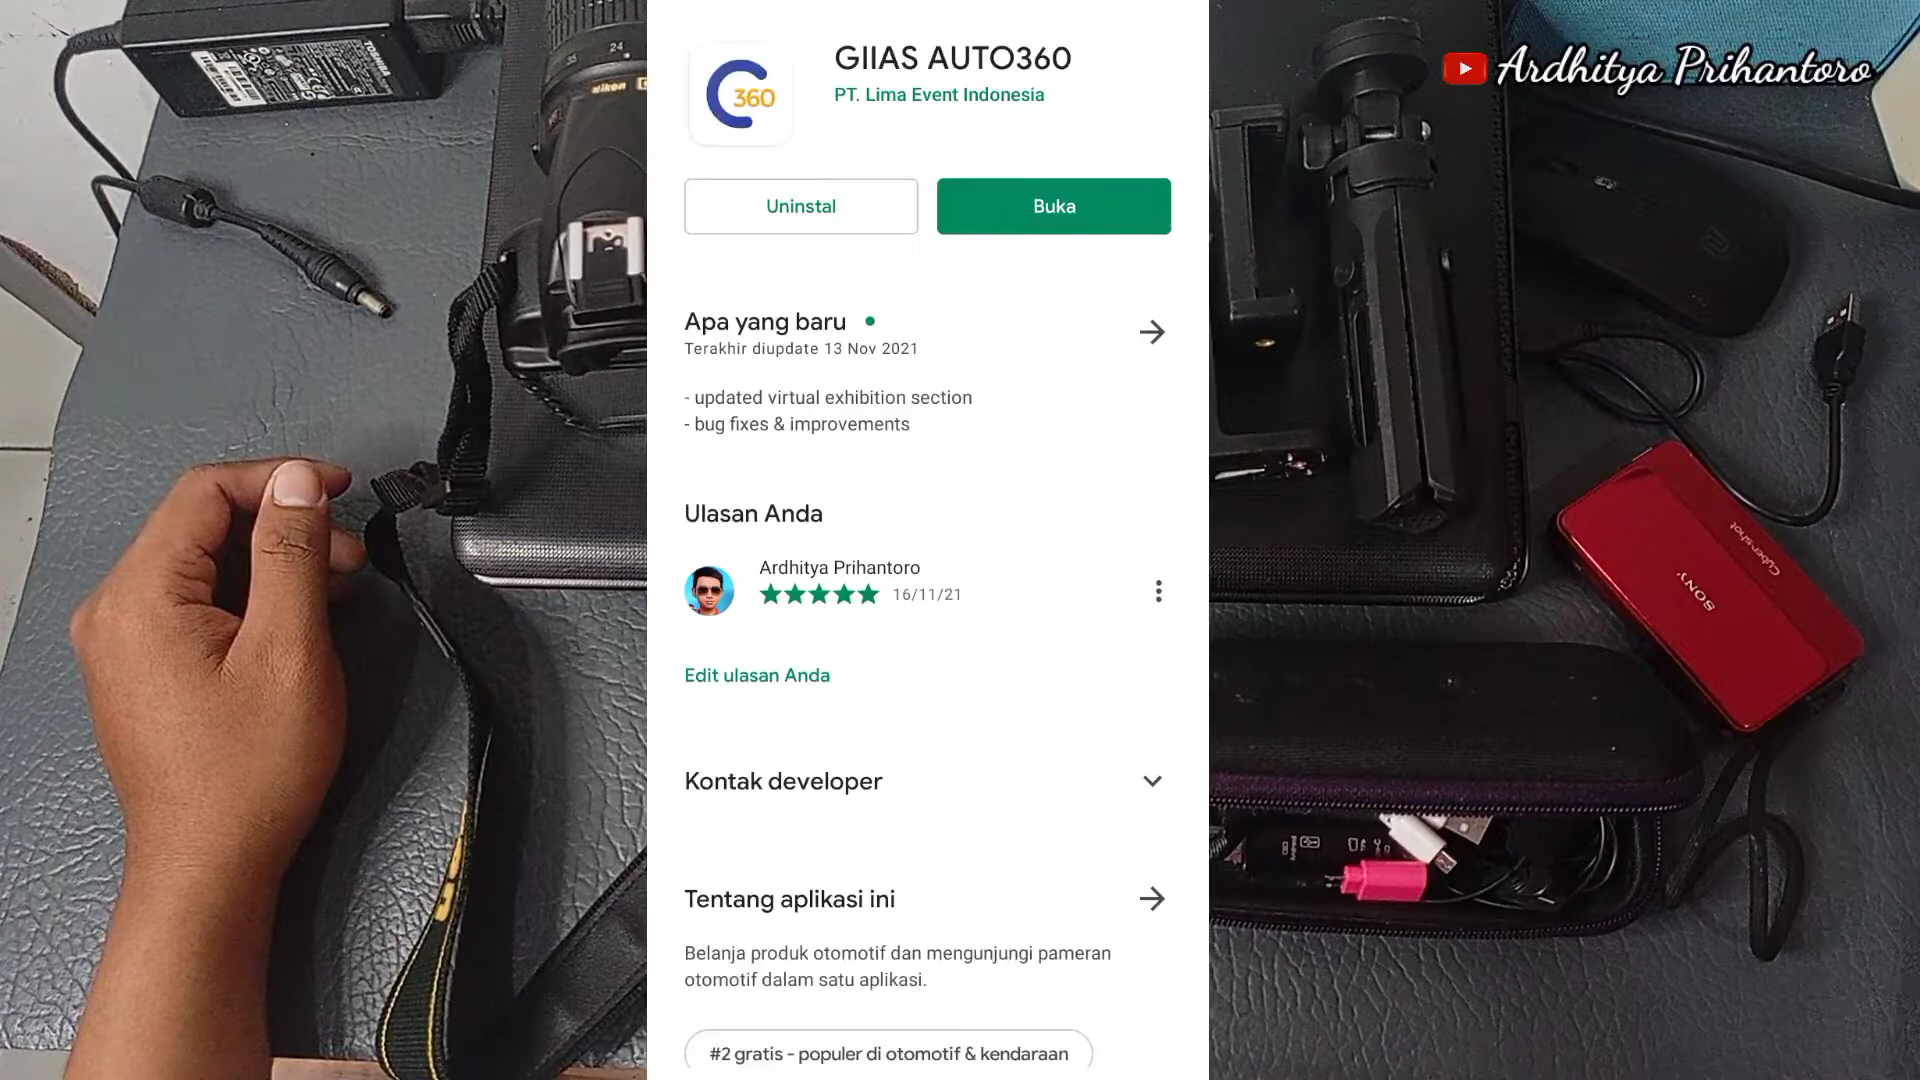 Ardhitya Prihantoro
GIIAS AUTO360
PT. Lima Event Indonesia
360
Uninstal
Buka
Apa yang baru
Terakhir diupdate 13 Nov 2021
- updated virtual exhibition section
- bug fixes & improvements
Ulasan Anda
Ardhitya Prihantoro
16/11/21
Edit ulasan Anda
Kontak developer
Tentang aplikasi ini
Belanja produk otomotif dan mengunjungi pameran
otomotif dalam satu aplikasi.
#2 gratis - populer di otomotif & kendaraan
TOSHIBA
24
35
Nikon
SONY
Cyber-shot